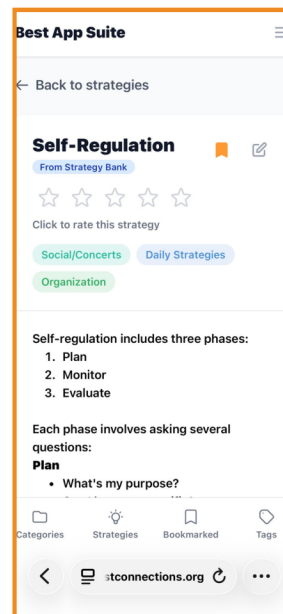 Best App Suite
← Back to strategies
Self-Regulation
From Strategy Bank
Click to rate this strategy
Social/Concerts Daily Strategies
Organization
Self-regulation includes three phases:
1. Plan
2. Monitor
3. Evaluate
Each phase involves asking several
questions:
Plan
• What's my purpose?
Categories Strategies Bookmarked Tags
stconnections.org